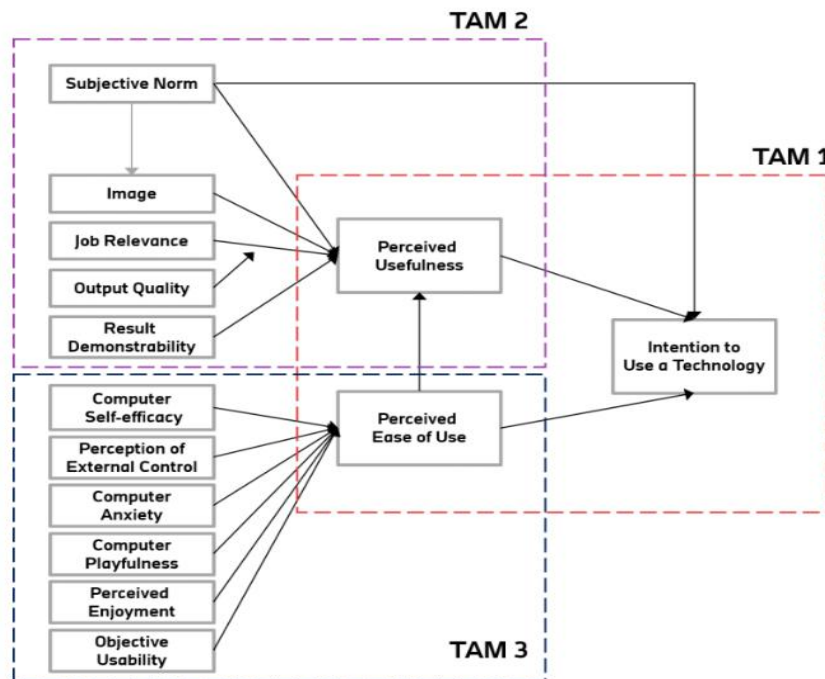 TAM 2
Subjective Norm
TAM 1
Image
Job Relevance
Output Quality
Result
Demonstrability
Perceived
Usefulness
Intention to
Use a Technology
Computer
Self-efficacy
Perception of
External Control
Computer
Anxiety
Computer
Playfulness
Perceived
Enjoyment
Objective
Usability
Perceived
Ease of Use
TAM 3